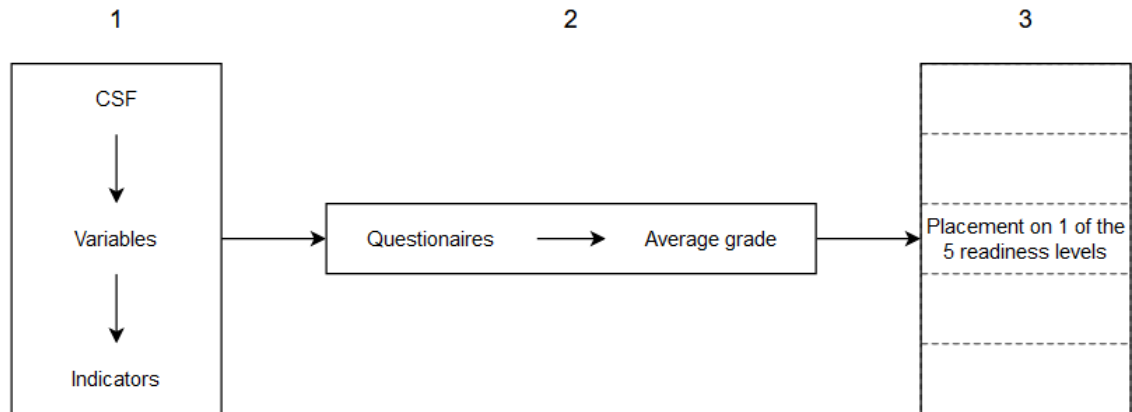 1
2
3
CSF
Variables
Indicators
Questionaires
Average grade
Placement on 1 of the
5 readiness levels